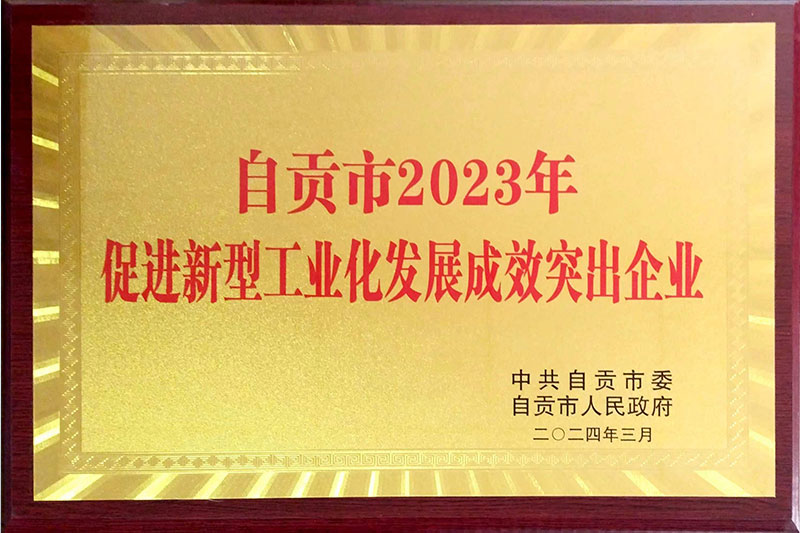 自贡市2023年
促进新型工业化发展成效突出企业
中共自贡市委
自贡市人民政府
二〇二四年三月